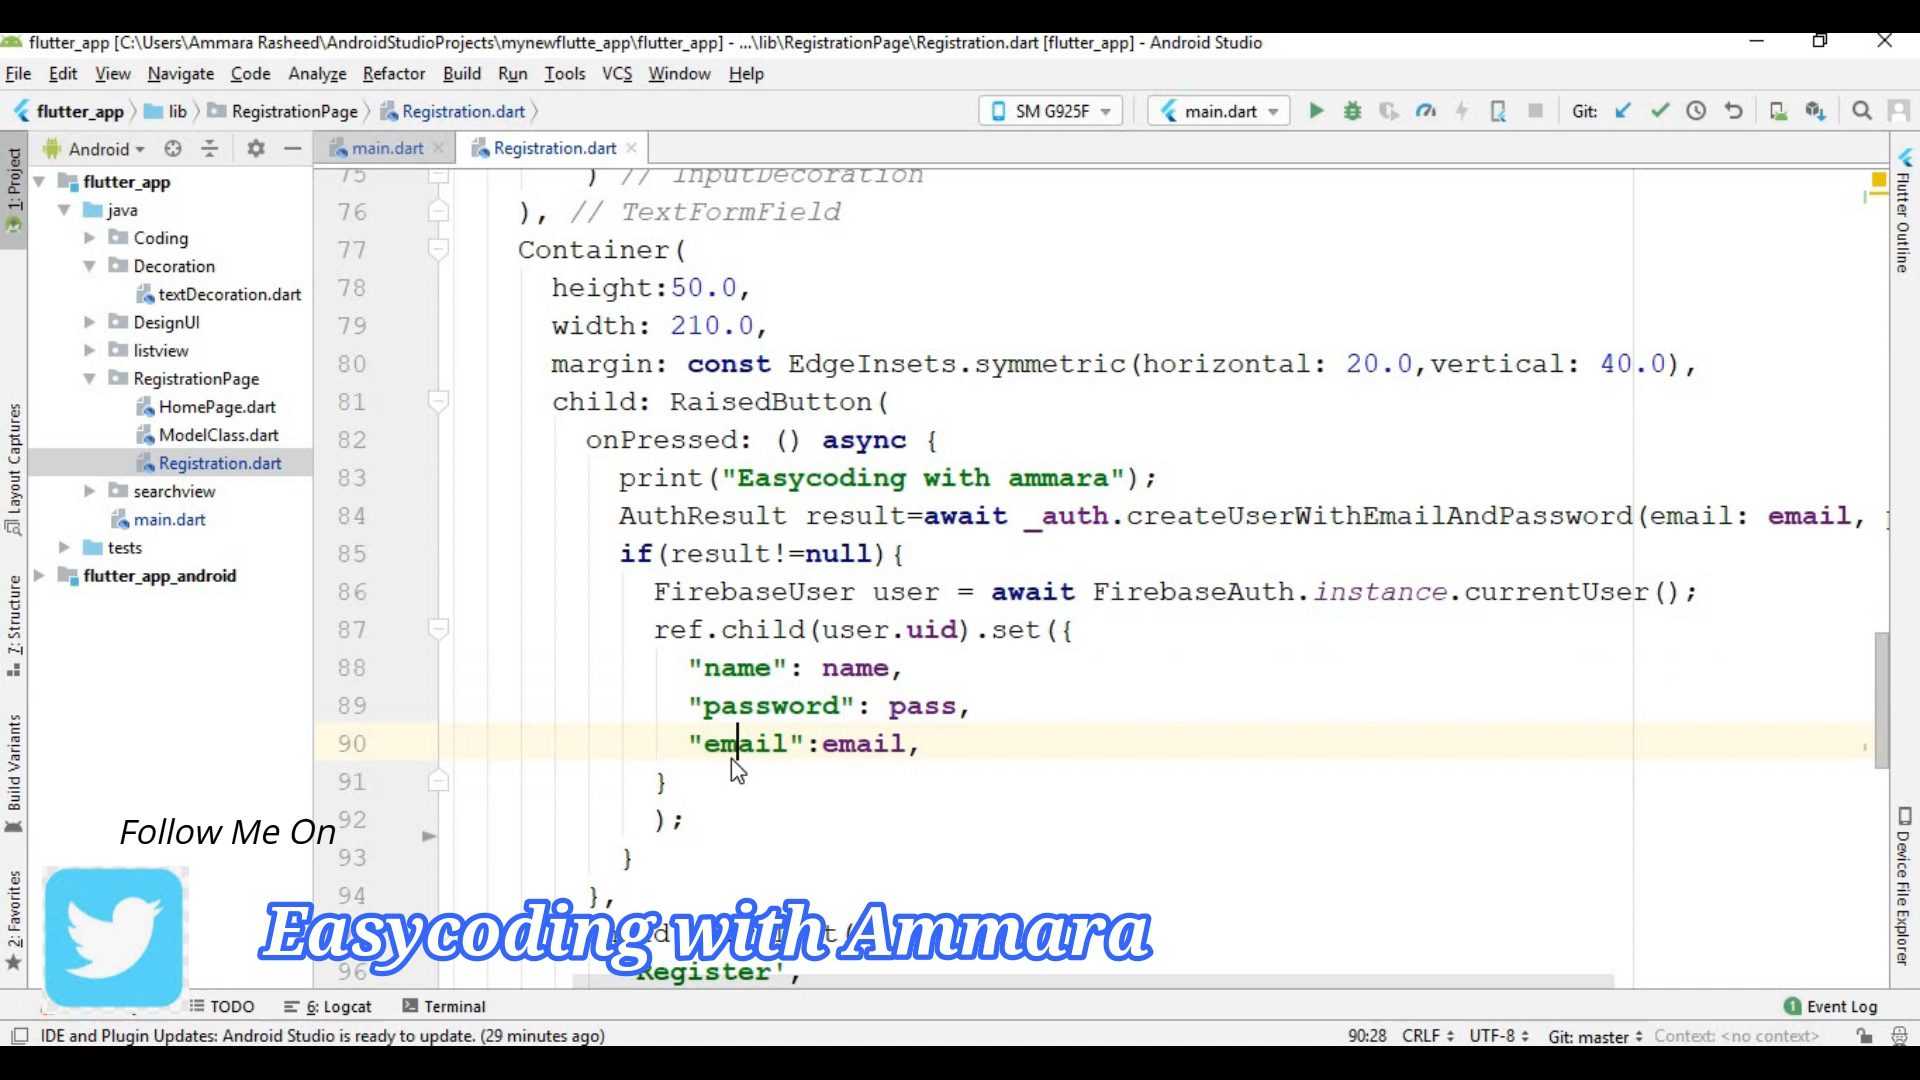 flutter_app [C:\Users\Ammara Rasheed\AndroidStudioProjects\mynewflutte_app\flutter_app] - ...\lib\RegistrationPage\Registration.dart [flutter_app] - Android Studio
File Edit View Navigate Code Analyze Refactor Build Run Tools VCS Window Help
flutter_app lib RegistrationPage Registration.dart SM G925F main.dart Git:
Android main.dart Registration.dart
1: Project
Layout Captures
7: Structure
Build Variants
2: Favorites
flutter_app
java
Coding
Decoration
textDecoration.dart
DesignUI
listview
RegistrationPage
HomePage.dart
ModelClass.dart
Registration.dart
searchview
main.dart
tests
flutter_app_android
75 ) // InputDecoration
76 ), // TextFormField
77 Container(
78 height:50.0,
79 width: 210.0,
80 margin: const EdgeInsets.symmetric(horizontal: 20.0,vertical: 40.0),
81 child: RaisedButton(
82 onPressed: () async {
83 print("Easycoding with ammara");
84 AuthResult result=await _auth.createUserWithEmailAndPassword(email: email,
85 if(result!=null){
86 FirebaseUser user = await FirebaseAuth.instance.currentUser();
87 ref.child(user.uid).set({
88 "name": name,
89 "password": pass,
90 "email":email,
91 }
92 );
93 }
94 },
96 'Register',
Flutter Outline
Device File Explorer
Follow Me On
Easycoding with Ammara
TODO 6: Logcat Terminal 1 Event Log
IDE and Plugin Updates: Android Studio is ready to update. (29 minutes ago) 90:28 CRLF UTF-8 Git: master Context: <no context>